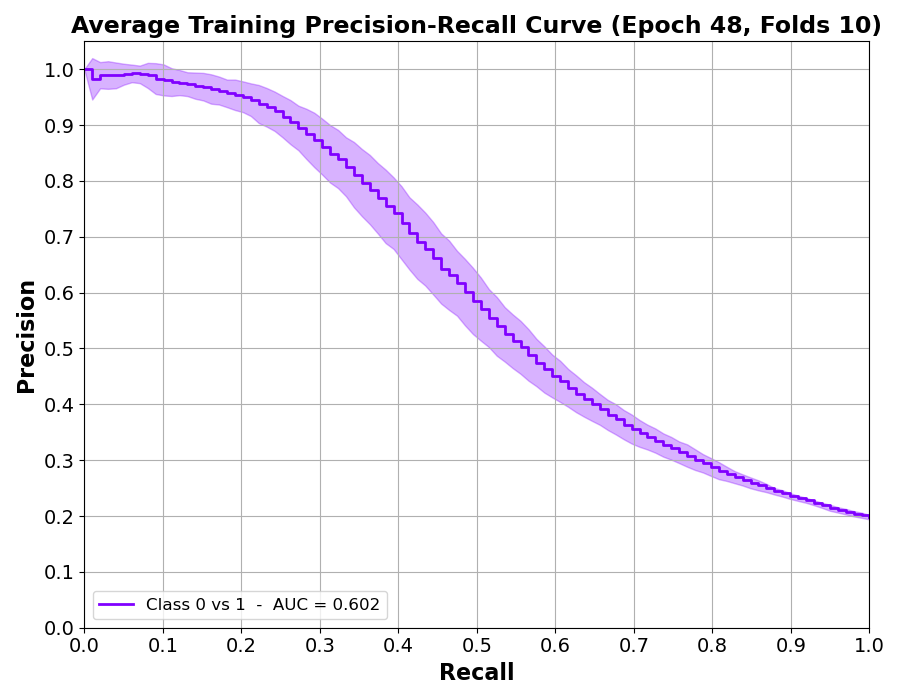 Average Training Precision-Recall Curve (Epoch 48, Folds 10)
Precision
1.0
0.9
0.8
0.7
0.6
0.5
0.4
0.3
0.2
0.1
0.0
Class 0 vs 1 - AUC = 0.602
0.0 0.1 0.2 0.3 0.4 0.5 0.6 0.7 0.8 0.9 1.0
Recall